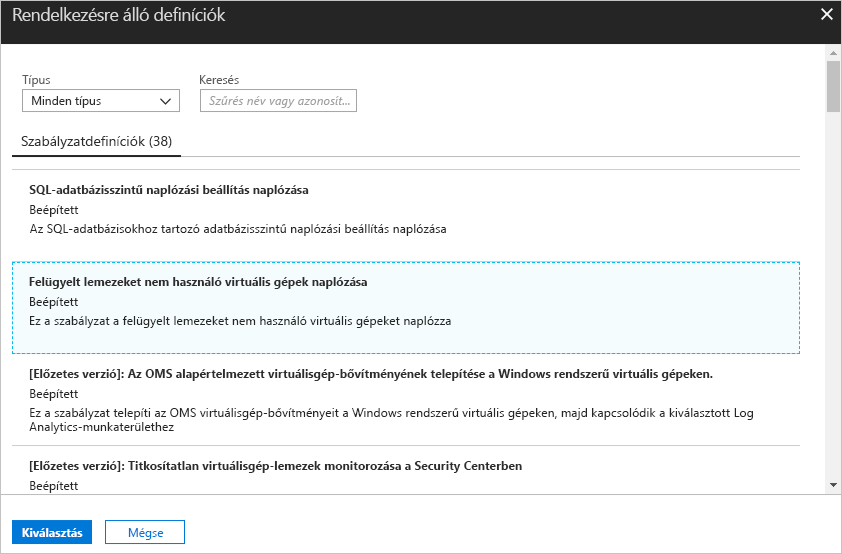 Rendelkezésre álló definíciók
Típus
Keresés
Minden típus
Szűrés név vagy azonosít...
Szabályzatdefiníciók (38)
SQL-adatbázisszintű naplózási beállítás naplózása
Beépített
Az SQL-adatbázisokhoz tartozó adatbázisszintű naplózási beállítás naplózása
Felügyelt lemezeket nem használó virtuális gépek naplózása
Beépített
Ez a szabályzat a felügyelt lemezeket nem használó virtuális gépeket naplózza
[Előzetes verzió]: Az OMS alapértelmezett virtuálisgép-bővítményének telepítése a Windows rendszerű virtuális gépeken.
Beépített
Ez a szabályzat telepíti az OMS virtuálisgép-bővítményeit a Windows rendszerű virtuális gépeken, majd kapcsolódik a kiválasztott Log
Analytics-munkaterülethez
[Előzetes verzió]: Titkosítatlan virtuálisgép-lemezek monitorozása a Security Centerben
Beépített
Kiválasztás
Mégse